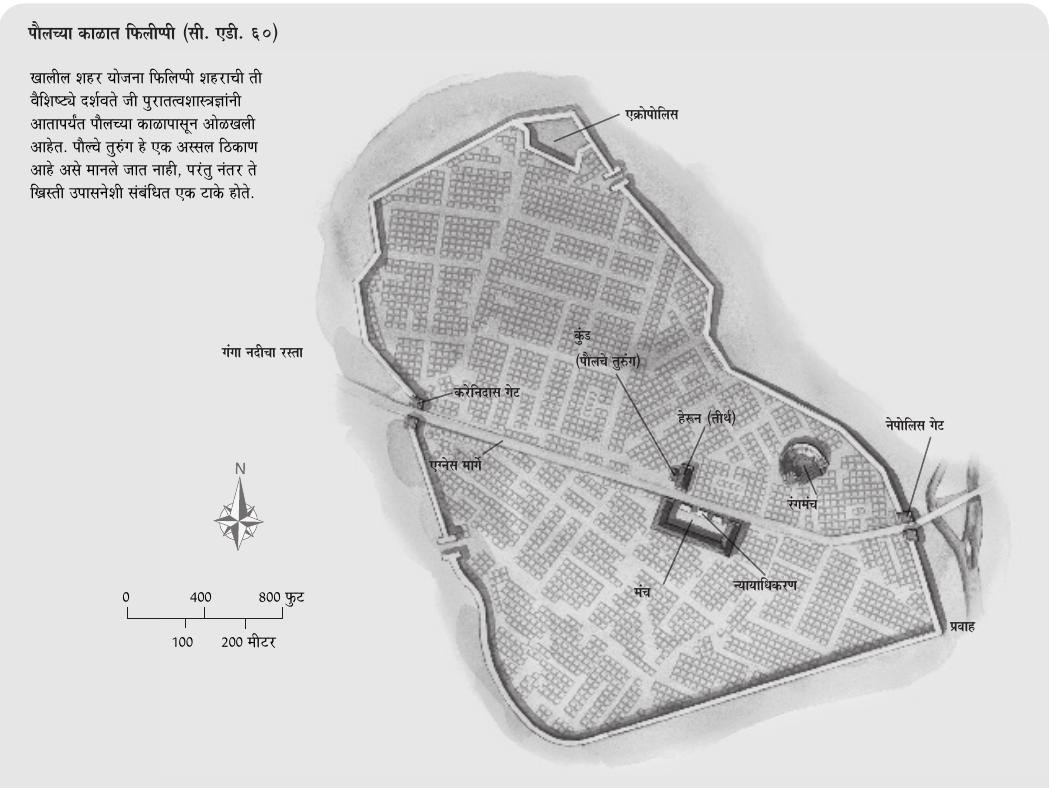 पौलच्या काळात फिलीप्पी (सी. एडी. ६०)
खालील शहर योजना फिलिप्पी शहराची ती
वैशिष्ट्ये दर्शवते जी पुरातत्वशास्त्रज्ञांनी
आतापर्यंत पौलच्या काळापासून ओळखली
आहेत. पौल्चे तुरुंग हे एक अस्सल ठिकाण
आहे असे मानले जात नाही, परंतु नंतर ते
ख्रिस्ती उपासनेशी संबंधित एक टाके होते.
एक्रोपोलिस
कुंड
(पौलचे तुरुंग)
गंगा नदीचा रस्ता
करेनिदास गेट
हेरून (तीर्थ)
नेपोलिस गेट
एग्नेस मार्गे
रंगमंच
N
मंच
न्यायाधिकरण
प्रवाह
0 400 800 फुट
100 200 मीटर